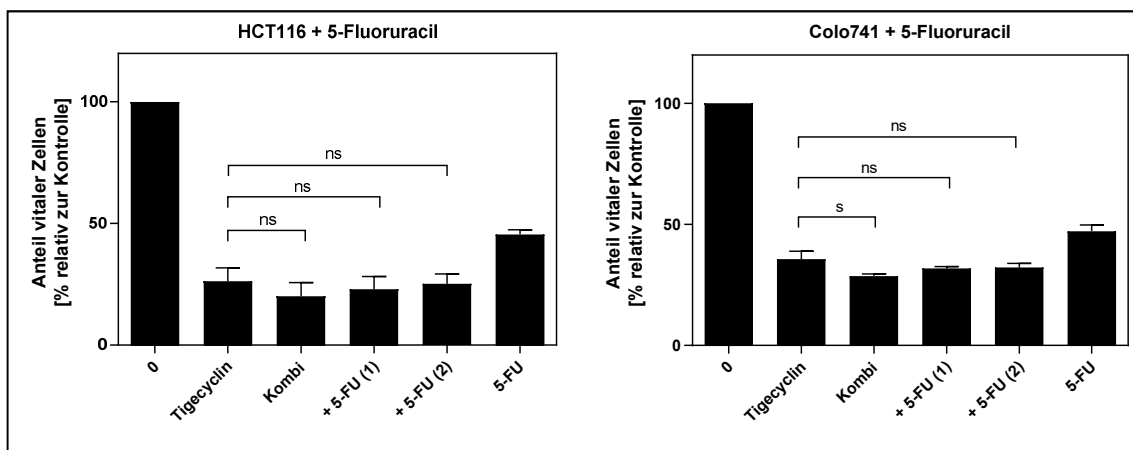 HCT116 + 5-Fluoruracil
Anteil vitaler Zellen
[% relativ zur Kontrolle]
100
50
0
ns
ns
ns
0
Tigecyclin
Kombi
+ 5-FU (1)
+ 5-FU (2)
5-FU
Colo741 + 5-Fluoruracil
Anteil vitaler Zellen
[% relativ zur Kontrolle]
100
50
0
ns
ns
s
0
Tigecyclin
Kombi
+ 5-FU (1)
+ 5-FU (2)
5-FU